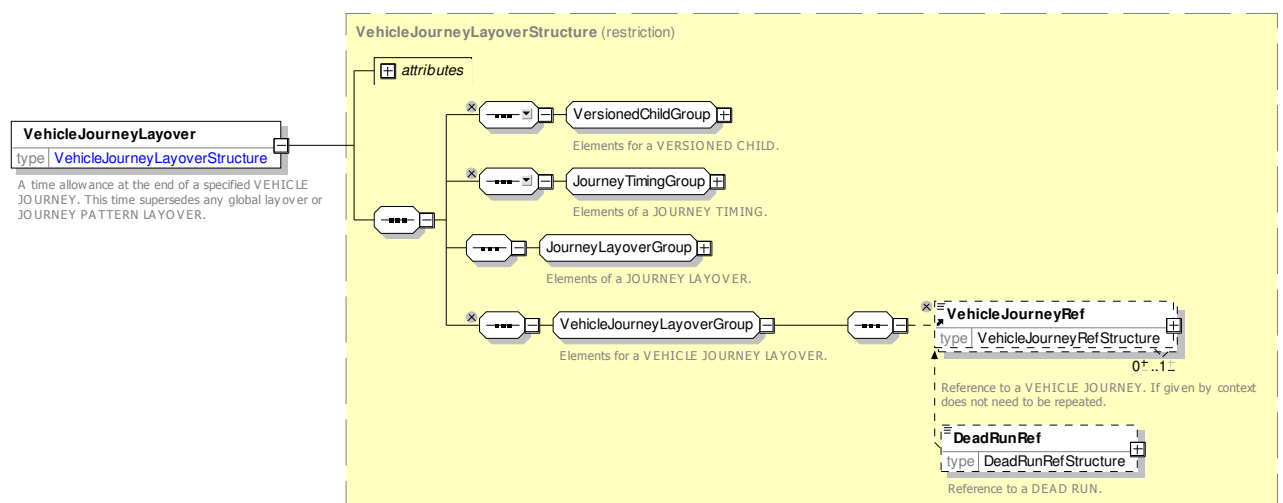 VehicleJourneyLayoverStructure (restriction)
attributes
VersionedChildGroup
Elements for a VERSIONED CHILD.
VehicleJourneyLayover
type VehicleJourneyLayoverStructure
A time allowance at the end of a specified VEHICLE
JOURNEY. This time supersedes any global layover or
JOURNEY PATTERN LAYOVER.
JourneyTimingGroup
Elements of a JOURNEY TIMING.
JourneyLayoverGroup
Elements of a JOURNEY LAYOVER.
VehicleJourneyLayoverGroup
Elements for a VEHICLE JOURNEY LAYOVER.
VehicleJourneyRef
type VehicleJourneyRefStructure
0..1
Reference to a VEHICLE JOURNEY. If given by context
does not need to be repeated.
DeadRunRef
type DeadRunRefStructure
Reference to a DEAD RUN.